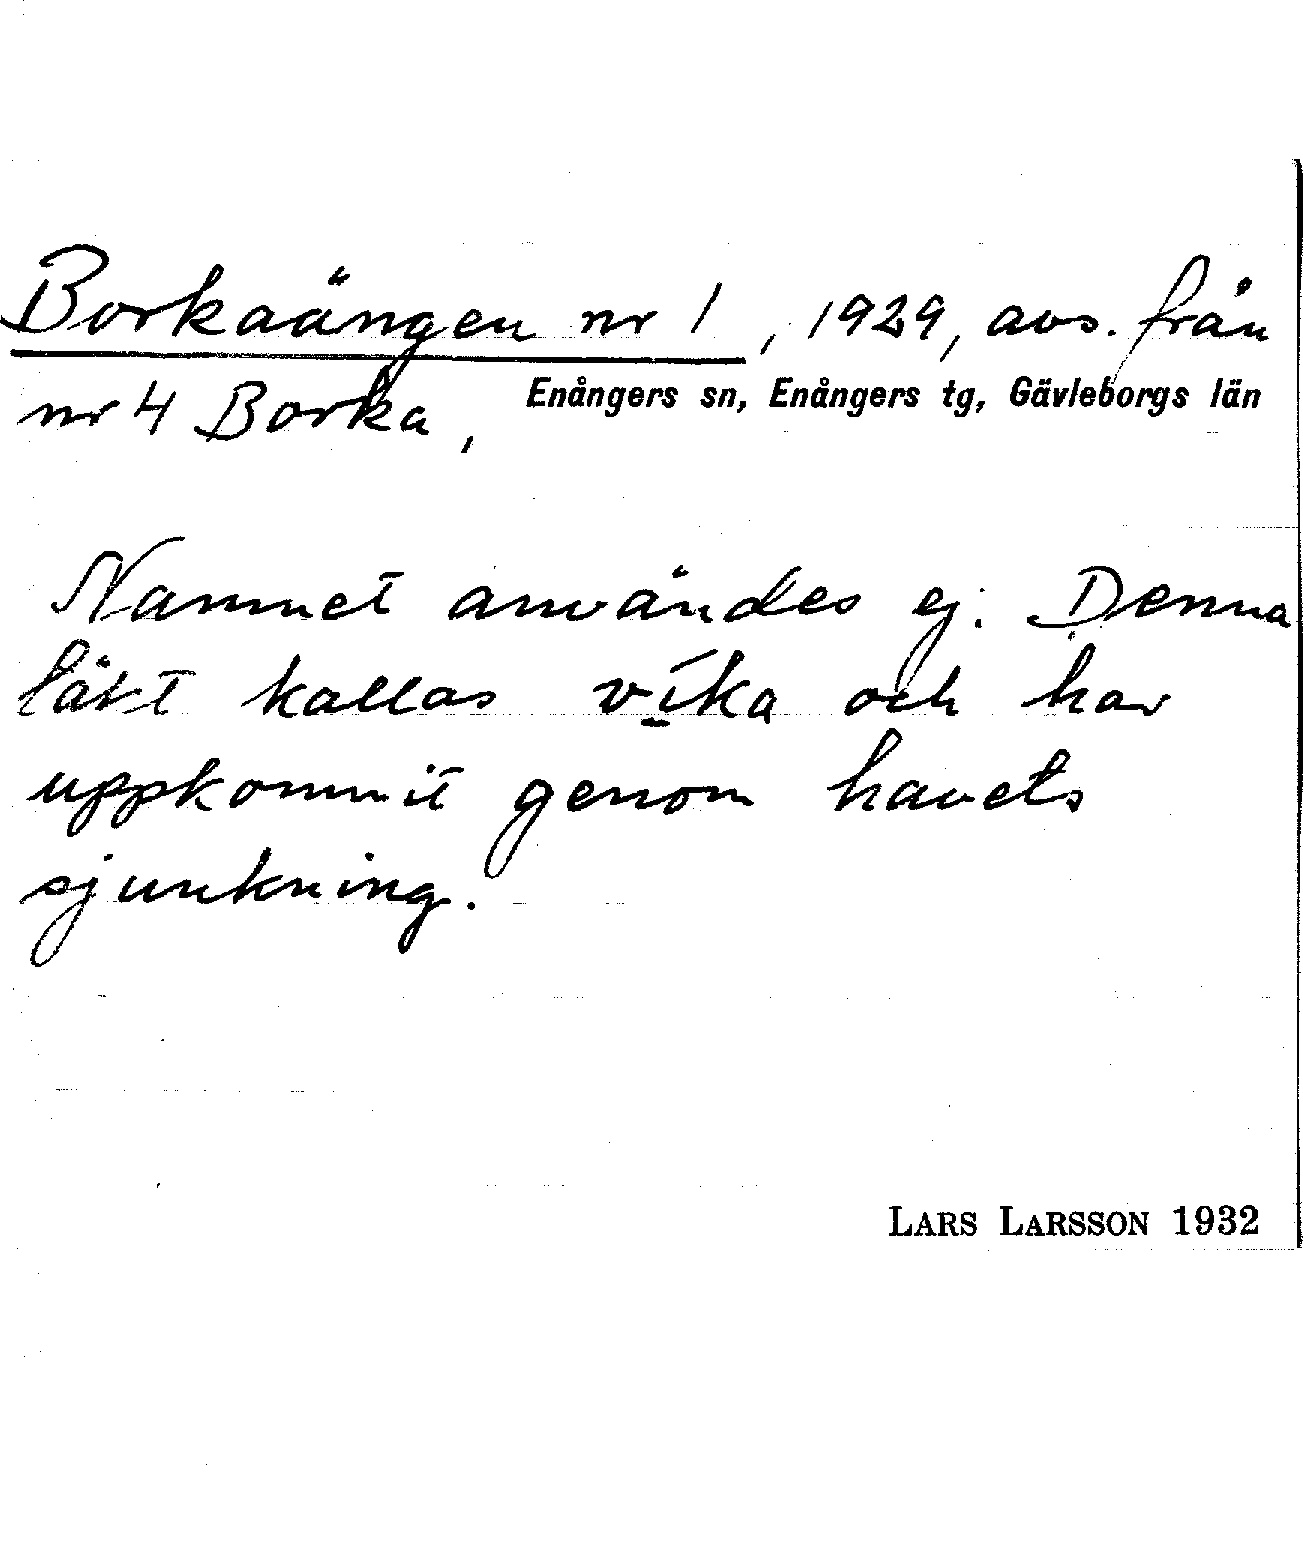 Borkaängen nr 1, 1929, avs. från
nr 4 Borka, Enångers sn, Enångers tg, Gävleborgs län
Namnet användes ej. Denna
kallas vika och har
uppkommit genom havets
sjunkning.
LARS LARSSON 1932